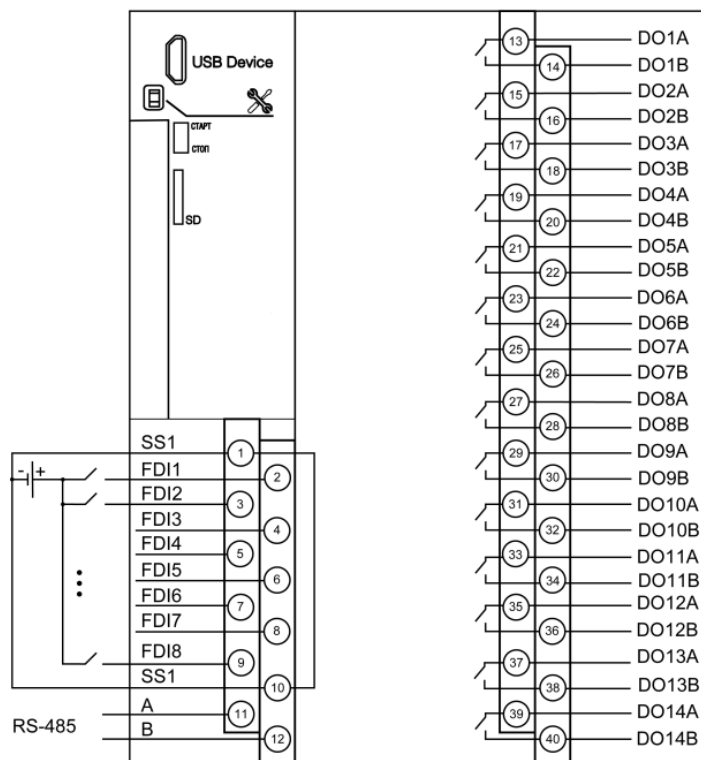 USB Device
СТАРТ
СТОП
SD
SS1
1
- +
FDI1
2
FDI2
3
FDI3
4
FDI4
5
FDI5
6
FDI6
7
FDI7
8
FDI8
9
SS1
10
RS-485
A
11
B
12
13
DO1A
14
DO1B
15
DO2A
16
DO2B
17
DO3A
18
DO3B
19
DO4A
20
DO4B
21
DO5A
22
DO5B
23
DO6A
24
DO6B
25
DO7A
26
DO7B
27
DO8A
28
DO8B
29
DO9A
30
DO9B
31
DO10A
32
DO10B
33
DO11A
34
DO11B
35
DO12A
36
DO12B
37
DO13A
38
DO13B
39
DO14A
40
DO14B